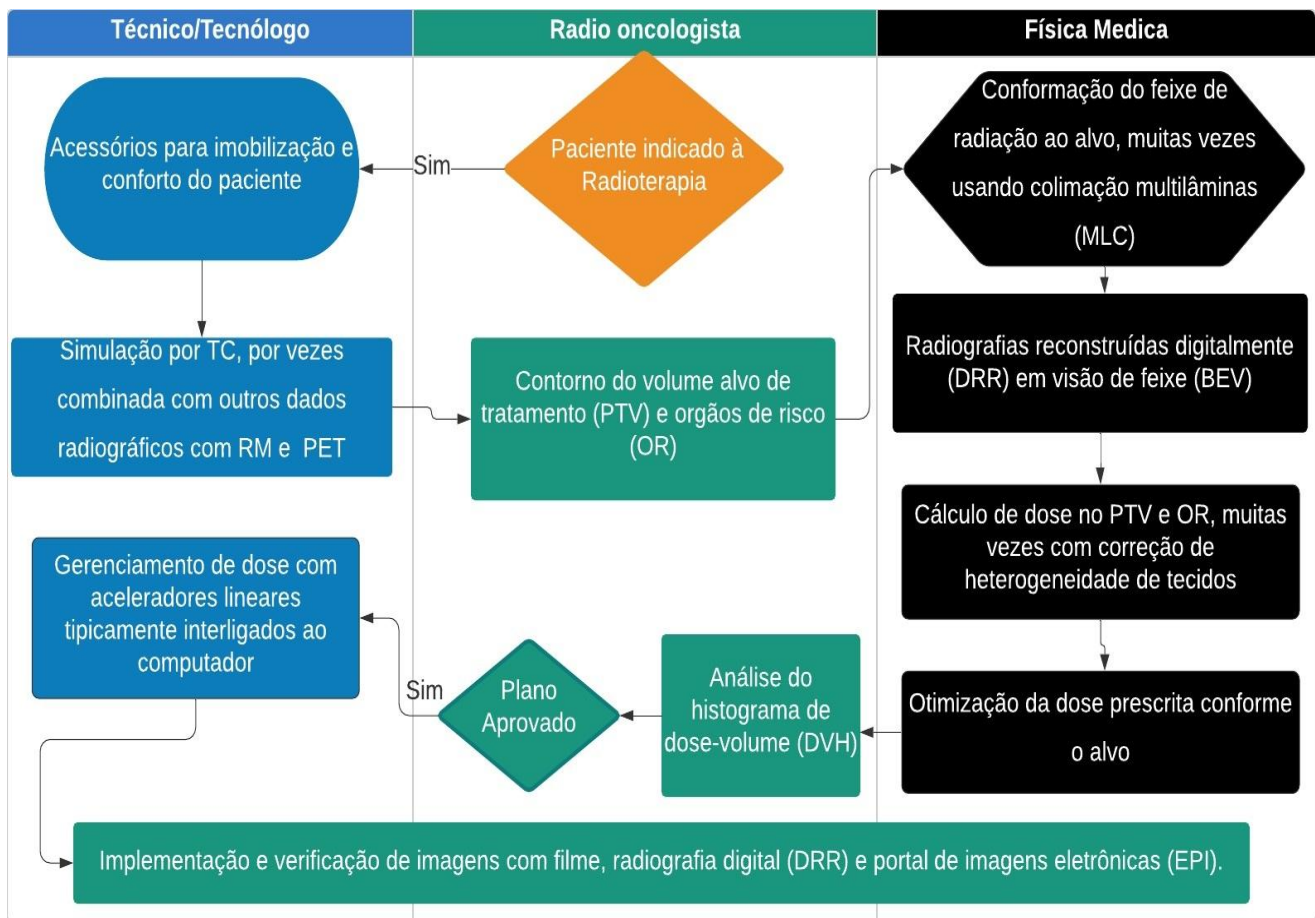 Técnico/Tecnólogo
Radio oncologista
Física Medica
Paciente indicado à
Radioterapia
Sim
Acessórios para imobilização e
conforto do paciente
Simulação por TC, por vezes
combinada com outros dados
radiográficos com RM e PET
Contorno do volume alvo de
tratamento (PTV) e orgãos de risco
(OR)
Conformação do feixe de
radiação ao alvo, muitas vezes
usando colimação multilâminas
(MLC)
Radiografias reconstruídas digitalmente
(DRR) em visão de feixe (BEV)
Cálculo de dose no PTV e OR, muitas
vezes com correção de
heterogeneidade de tecidos
Otimização da dose prescrita conforme
o alvo
Análise do
histograma de
dose-volume (DVH)
Plano
Aprovado
Sim
Gerenciamento de dose com
aceleradores lineares
tipicamente interligados ao
computador
Implementação e verificação de imagens com filme, radiografia digital (DRR) e portal de imagens eletrônicas (EPI).